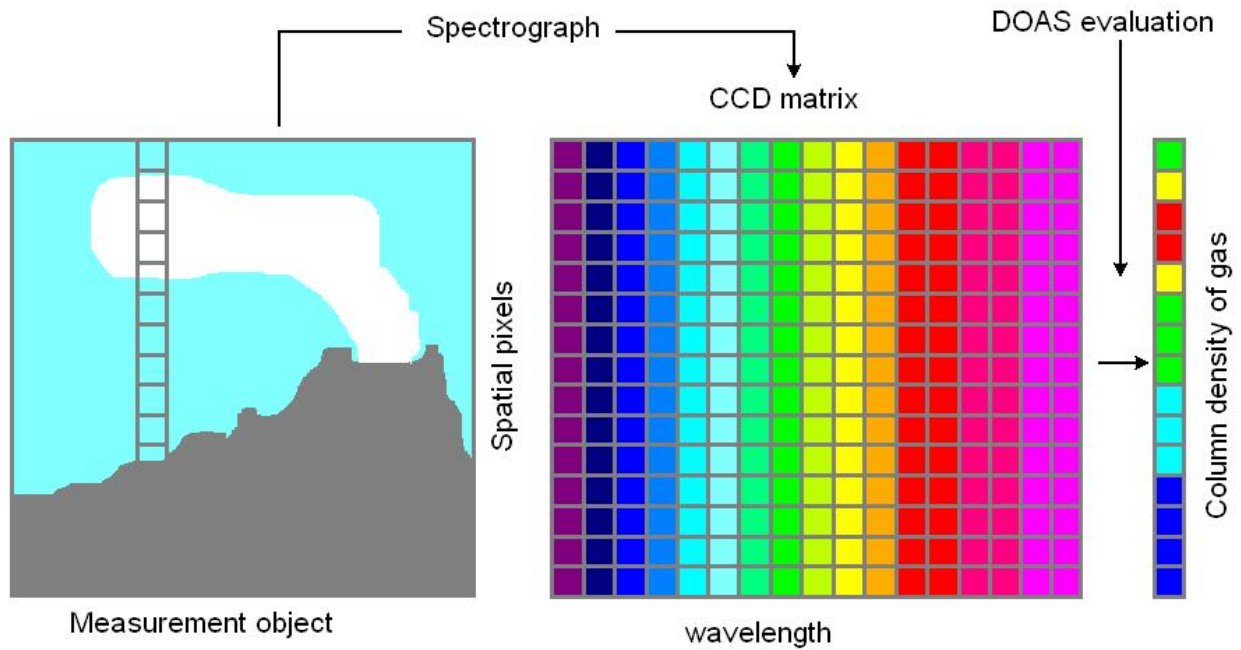 Spectrograph
DOAS evaluation
CCD matrix
Spatial pixels
Column density of gas
Measurement object
wavelength